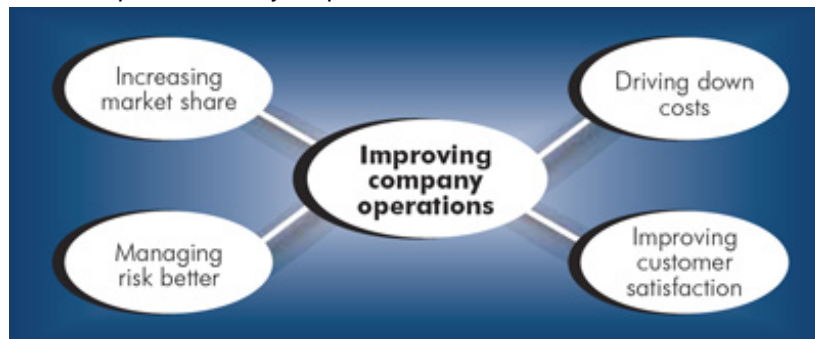 Increasing
market share
Driving down
costs
Improving
company
operations
Managing
risk better
Improving
customer
satisfaction